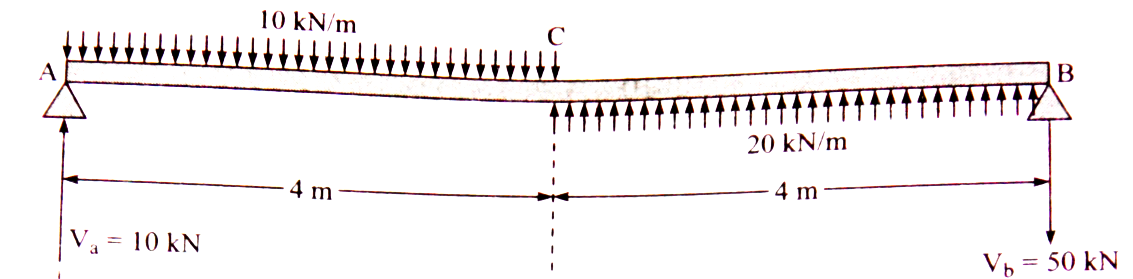 10 kN/m
C
A
B
20 kN/m
4 m
4 m
V_a = 10 kN
V_b = 50 kN